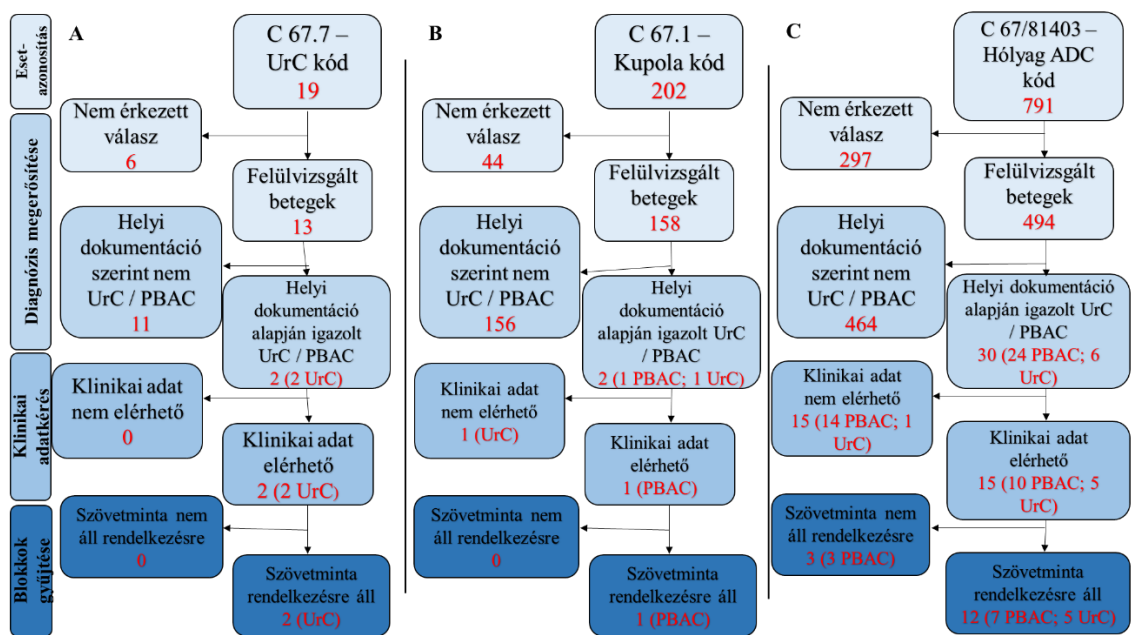 Eset-
azonosítás
Diagnózis megerősítése
Klinikai
adatkérés
Blokkok
gyűjtése
A
C 67.7 –
UrC kód
19
Nem érkezett
válasz
6
Felülvizsgált
betegek
13
Helyi
dokumentáció
szerint nem
UrC / PBAC
11
Helyi
dokumentáció
alapján igazolt
UrC / PBAC
2 (2 UrC)
Klinikai adat
nem elérhető
0
Klinikai adat
elérhető
2 (2 UrC)
Szövetminta nem
áll rendelkezésre
0
Szövetminta
rendelkezésre áll
2 (UrC)
B
C 67.1 –
Kupola kód
202
Nem érkezett
válasz
44
Felülvizsgált
betegek
158
Helyi
dokumentáció
szerint nem
UrC / PBAC
156
Helyi
dokumentáció
alapján igazolt UrC
/ PBAC
2 (1 PBAC; 1 UrC)
Klinikai adat
nem elérhető
1 (UrC)
Klinikai adat
elérhető
1 (PBAC)
Szövetminta nem
áll rendelkezésre
0
Szövetminta
rendelkezésre áll
1 (PBAC)
C
C 67/81403 –
Hólyag ADC
kód
791
Nem érkezett
válasz
297
Felülvizsgált
betegek
494
Helyi
dokumentáció
szerint nem
UrC / PBAC
464
Helyi dokumentáció
alapján igazolt UrC
/ PBAC
30 (24 PBAC; 6
UrC)
Klinikai adat
nem elérhető
15 (14 PBAC; 1
UrC)
Klinikai adat
elérhető
15 (10 PBAC; 5
UrC)
Szövetminta nem
áll rendelkezésre
3 (3 PBAC)
Szövetminta
rendelkezésre áll
12 (7 PBAC; 5 UrC)